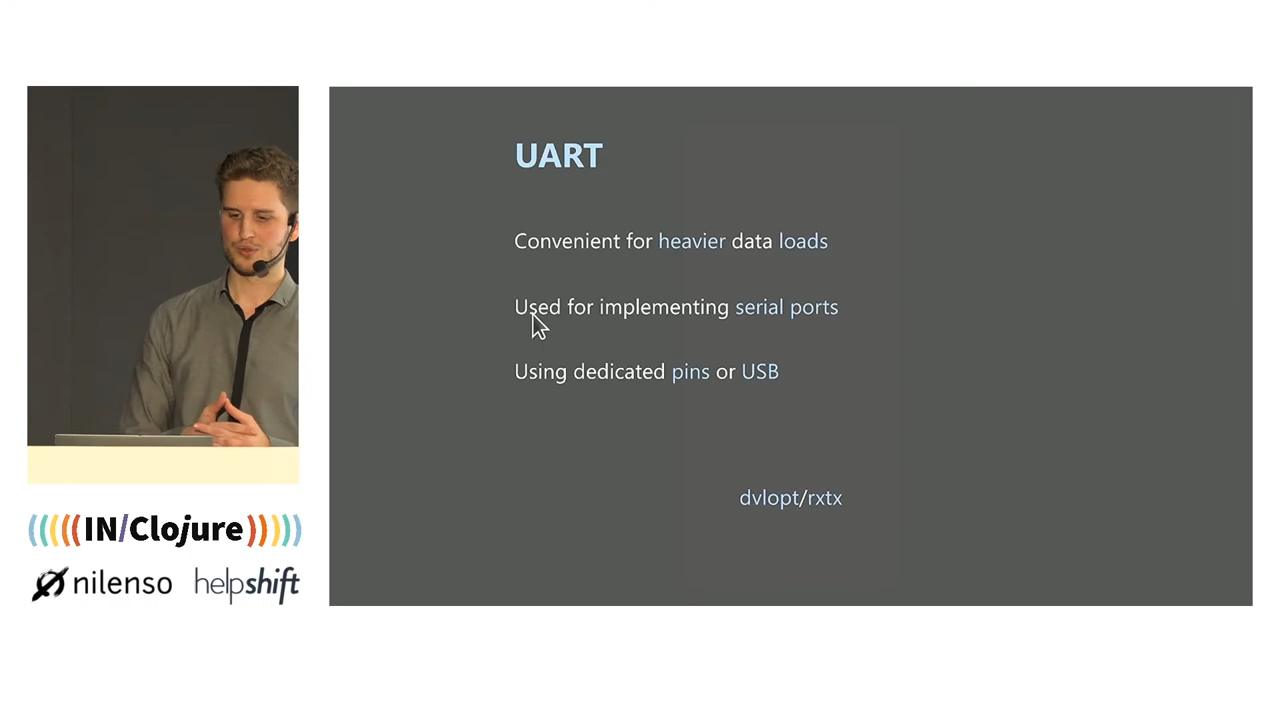 UART
Convenient for heavier data loads
Used for implementing serial ports
Using dedicated pins or USB
dvlopt/rxtx
(((((IN/Clojure)))))
nilenso helpshift